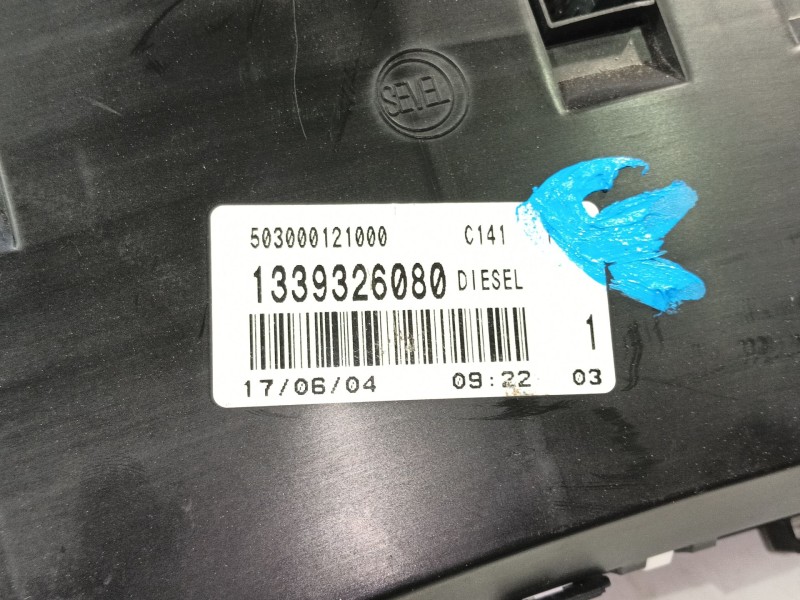 SEVEL
503000121000 C141
1339326080 DIESEL
1
17/06/04 09:22 03